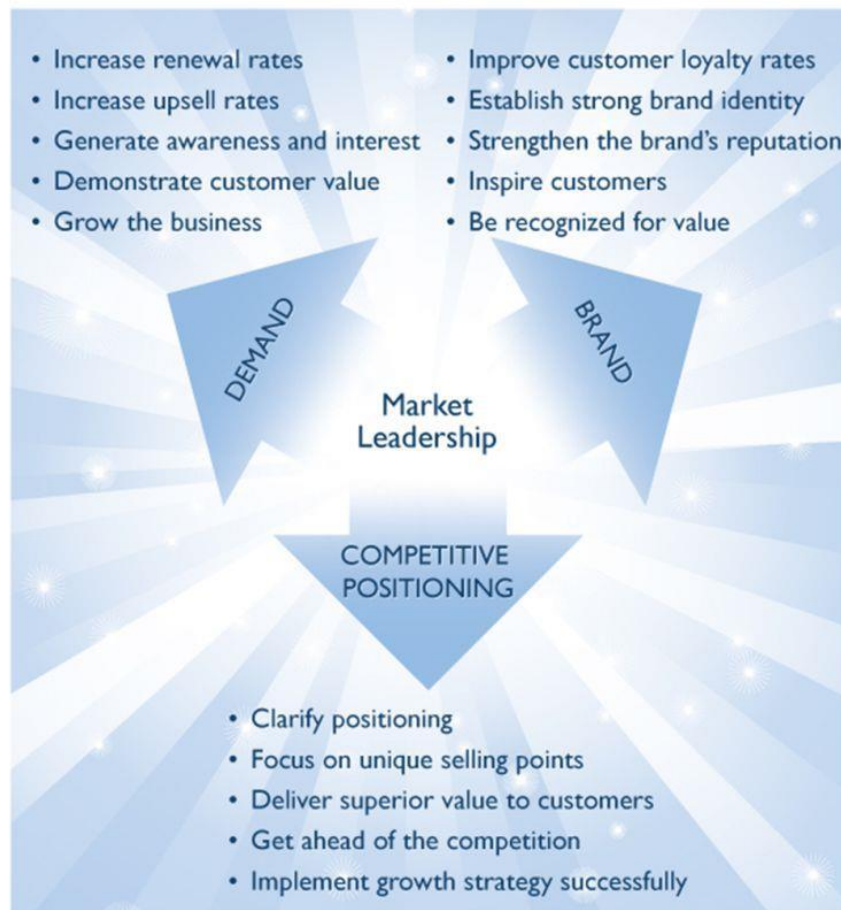 • Increase renewal rates
• Increase upsell rates
• Generate awareness and interest
• Demonstrate customer value
• Grow the business
• Improve customer loyalty rates
• Establish strong brand identity
• Strengthen the brand's reputation
• Inspire customers
• Be recognized for value
DEMAND
BRAND
Market
Leadership
COMPETITIVE
POSITIONING
• Clarify positioning
• Focus on unique selling points
• Deliver superior value to customers
• Get ahead of the competition
• Implement growth strategy successfully